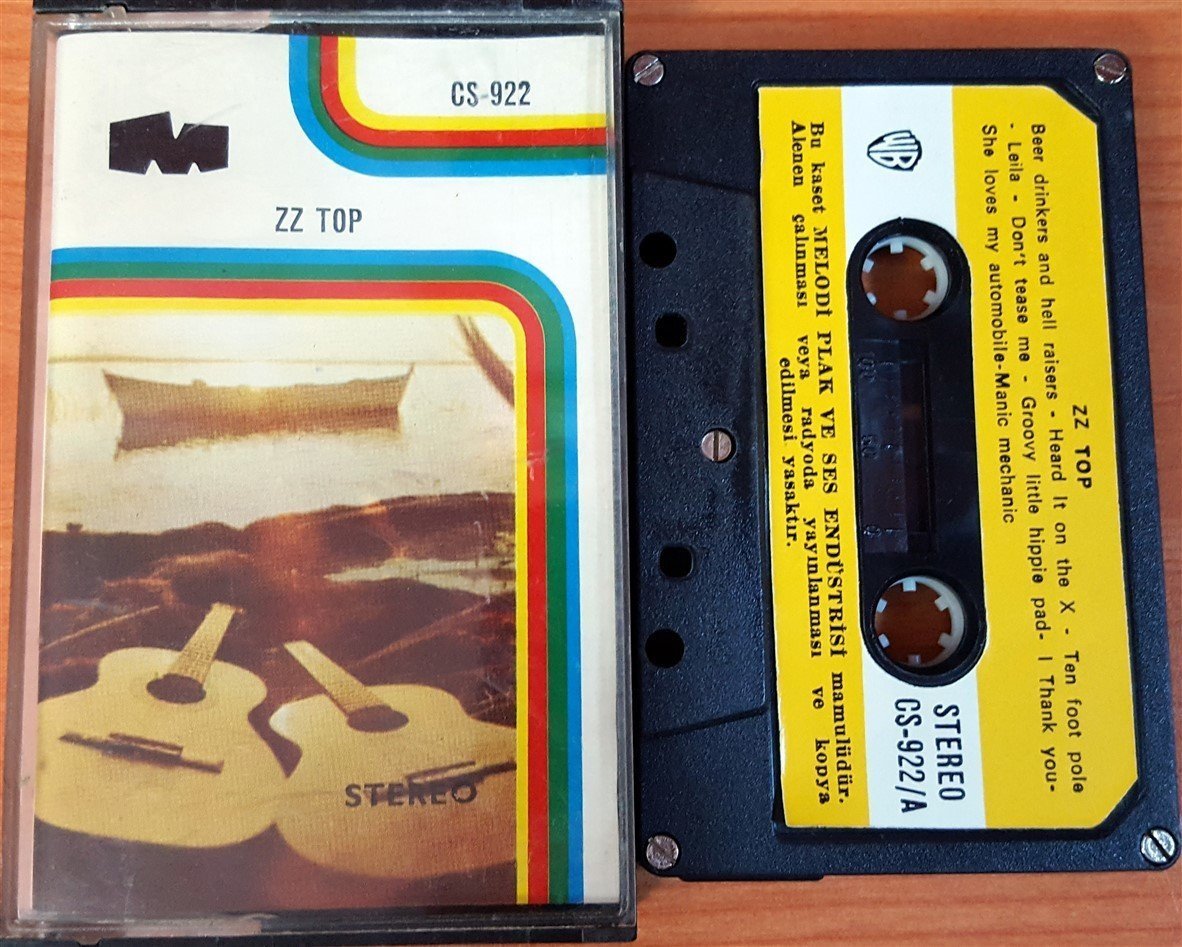 CS-922
ZZ TOP
STEREO
ZZ TOP
Beer drinkers and hell raisers - Heard It on the X - Ten foot pole
- Leila - Don't tease me - Groovy little hippie pad- I Thank you-
She loves my automobile-Manic mechanic
WB
STEREO
CS-922/A
Bu kaset MELODİ PLAK VE SES ENDÜSTRİSİ mamulüdür.
Alenen çalınması veya radyoda yayınlanması ve kopya
edilmesi yasaktır.